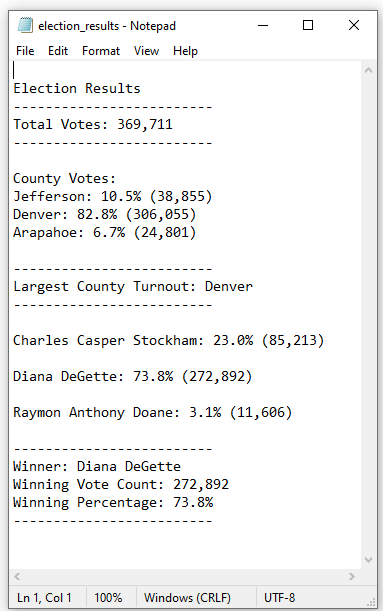 election_results - Notepad
File Edit Format View Help
Election Results
-------------------------
Total Votes: 369,711
-------------------------
County Votes:
Jefferson: 10.5% (38,855)
Denver: 82.8% (306,055)
Arapahoe: 6.7% (24,801)
-------------------------
Largest County Turnout: Denver
-------------------------
Charles Casper Stockham: 23.0% (85,213)
Diana DeGette: 73.8% (272,892)
Raymon Anthony Doane: 3.1% (11,606)
-------------------------
Winner: Diana DeGette
Winning Vote Count: 272,892
Winning Percentage: 73.8%
-------------------------
Ln 1, Col 1 100% Windows (CRLF) UTF-8